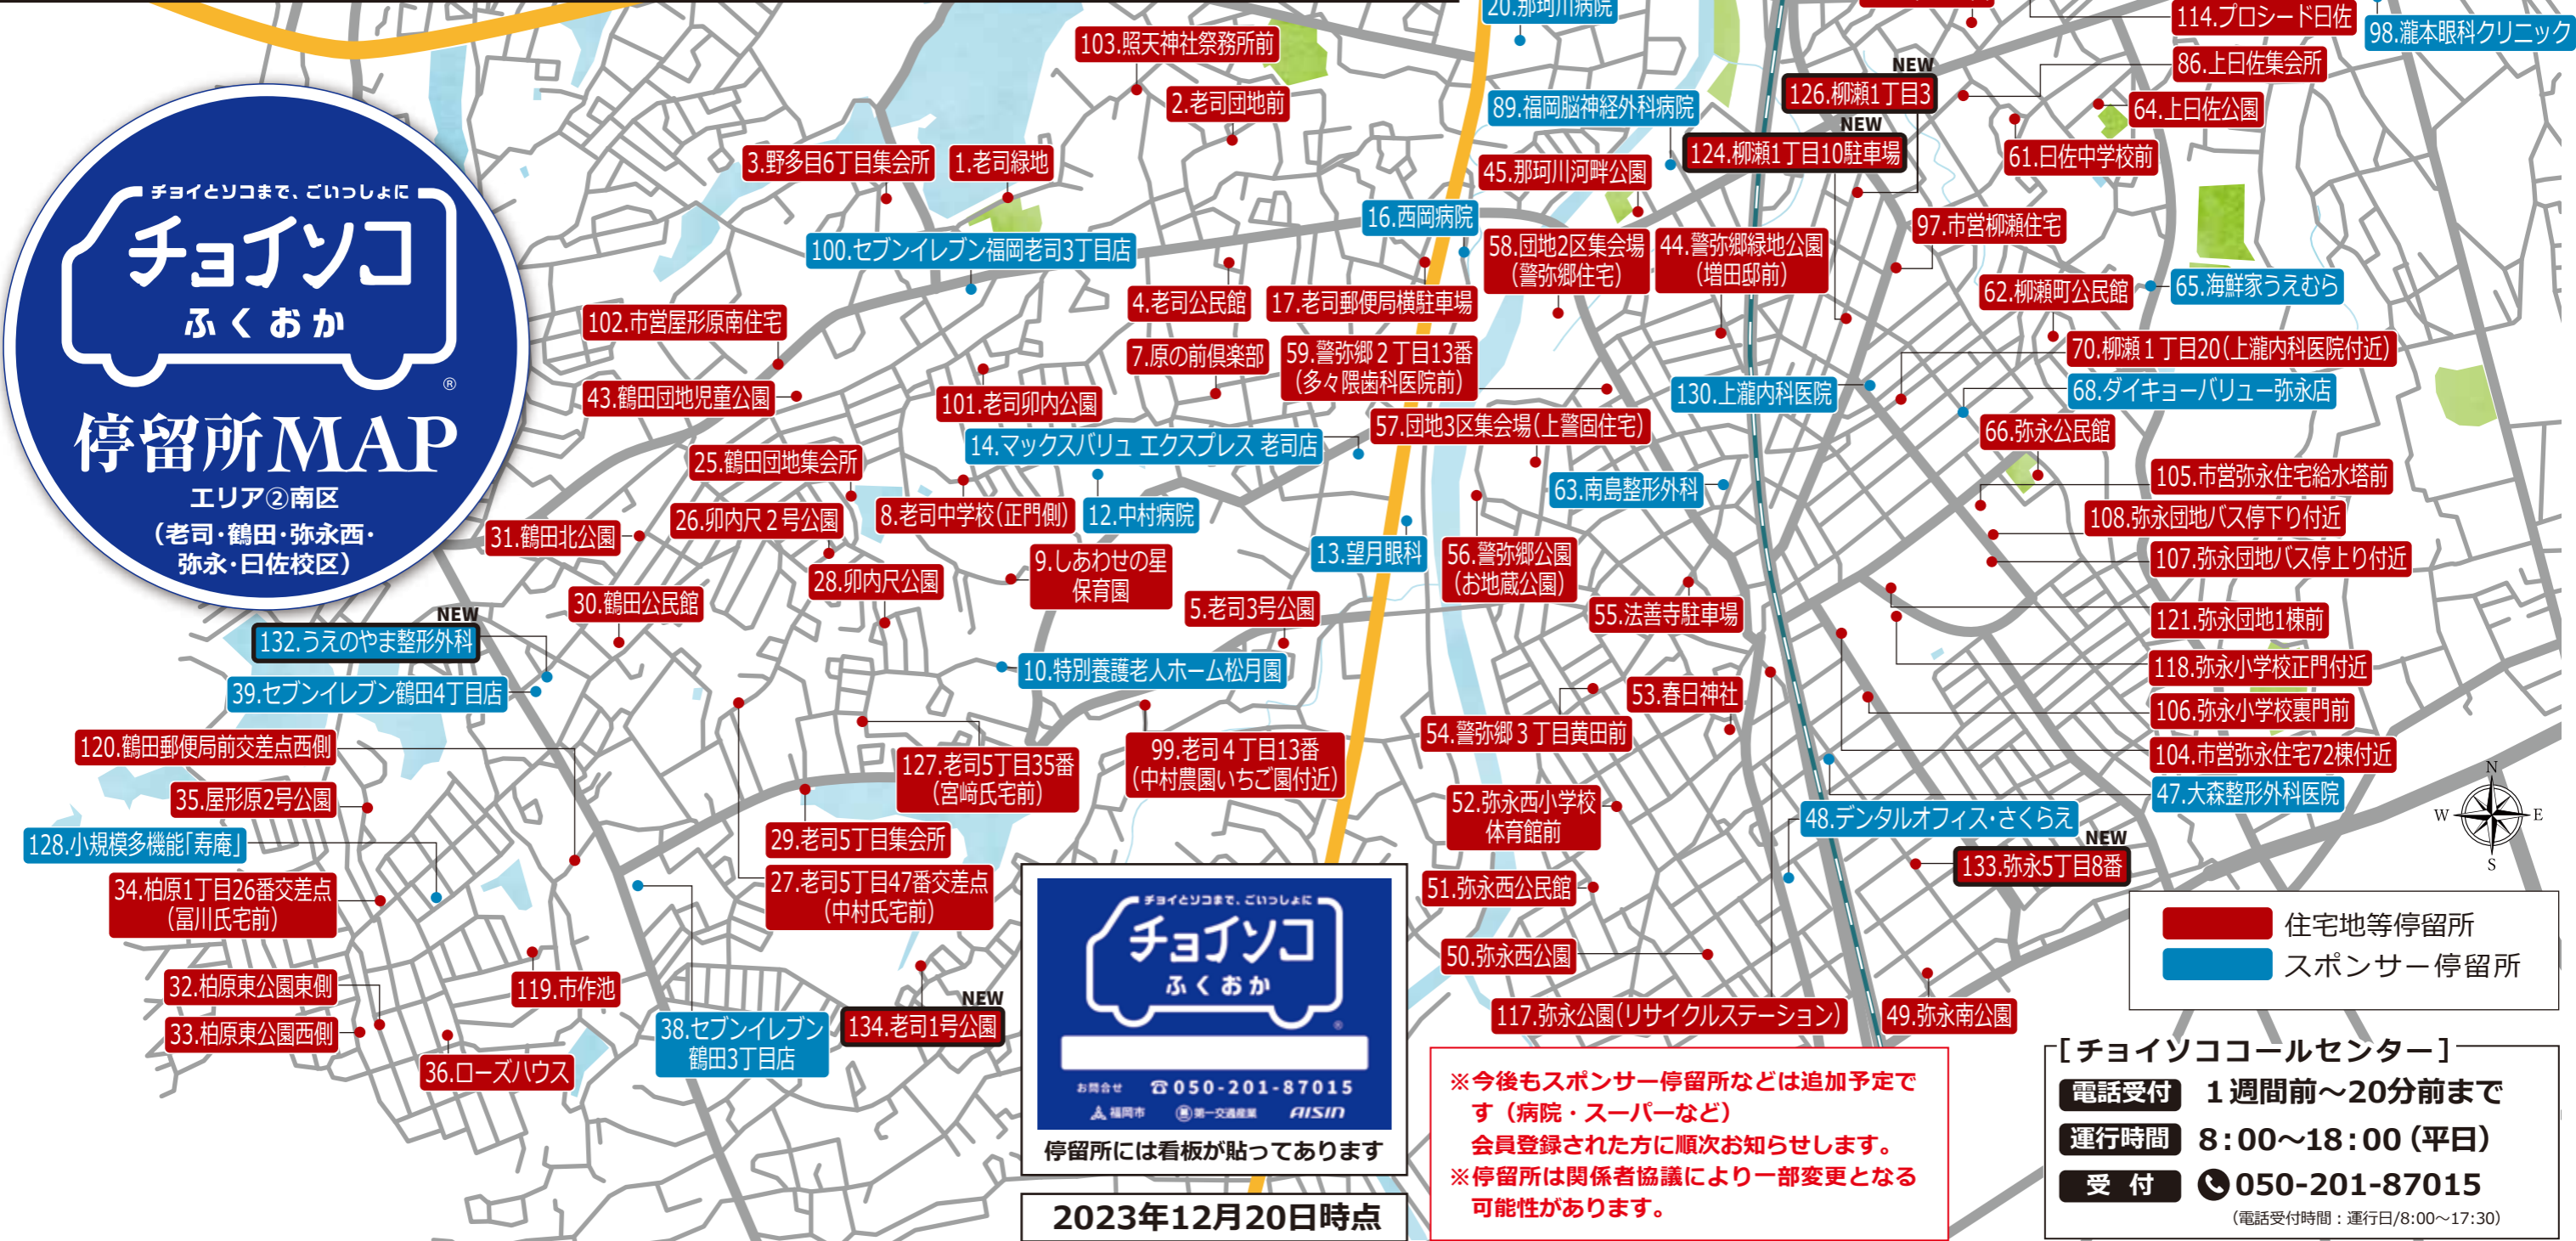 チョイとソコまで、ごいっしょに
チョイソコ
ふくおか
®
停留所MAP
エリア②南区
(老司・鶴田・弥永西・
弥永・曰佐校区)
20.那珂川病院
114.プロシード曰佐
98.瀧本眼科クリニック
103.照天神社祭務所前
86.上曰佐集会所
2.老司団地前
NEW
126.柳瀬1丁目3
89.福岡脳神経外科病院
64.上曰佐公園
NEW
124.柳瀬1丁目10駐車場
61.曰佐中学校前
3.野多目6丁目集会所
1.老司緑地
45.那珂川河畔公園
16.西岡病院
97.市営柳瀬住宅
100.セブンイレブン福岡老司3丁目店
58.団地2区集会場
(警弥郷住宅)
44.警弥郷緑地公園
(増田邸前)
62.柳瀬町公民館
65.海鮮家うえむら
4.老司公民館
17.老司郵便局横駐車場
102.市営屋形原南住宅
7.原の前倶楽部
59.警弥郷2丁目13番
(多々隈歯科医院前)
70.柳瀬1丁目20(上瀧内科医院付近)
43.鶴田団地児童公園
101.老司卯内公園
130.上瀧内科医院
68.ダイキョーバリュー弥永店
57.団地3区集会場(上警固住宅)
66.弥永公民館
14.マックスバリュ エクスプレス 老司店
25.鶴田団地集会所
105.市営弥永住宅給水塔前
63.南島整形外科
26.卯内尺2号公園
8.老司中学校(正門側)
12.中村病院
108.弥永団地バス停下り付近
31.鶴田北公園
13.望月眼科
56.警弥郷公園
(お地蔵公園)
107.弥永団地バス停上り付近
9.しあわせの星
保育園
28.卯内尺公園
30.鶴田公民館
5.老司3号公園
55.法善寺駐車場
121.弥永団地1棟前
NEW
132.うえのやま整形外科
10.特別養護老人ホーム松月園
118.弥永小学校正門付近
39.セブンイレブン鶴田4丁目店
53.春日神社
106.弥永小学校裏門前
54.警弥郷3丁目黄田前
120.鶴田郵便局前交差点西側
127.老司5丁目35番
(宮﨑氏宅前)
99.老司4丁目13番
(中村農園いちご園付近)
104.市営弥永住宅72棟付近
47.大森整形外科医院
35.屋形原2号公園
52.弥永西小学校
体育館前
48.デンタルオフィス・さくらえ
N
W
E
S
128.小規模多機能「寿庵」
29.老司5丁目集会所
NEW
133.弥永5丁目8番
34.柏原1丁目26番交差点
(冨川氏宅前)
27.老司5丁目47番交差点
(中村氏宅前)
51.弥永西公民館
50.弥永西公園
32.柏原東公園東側
119.市作池
NEW
134.老司1号公園
117.弥永公園(リサイクルステーション)
49.弥永南公園
33.柏原東公園西側
38.セブンイレブン
鶴田3丁目店
36.ローズハウス
住宅地等停留所
スポンサー停留所
チョイとソコまで、ごいっしょに
チョイソコ
ふくおか
®
お問合せ ☎050-201-87015
福岡市 第一交通産業 AISIN
停留所には看板が貼ってあります
2023年12月20日時点
※今後もスポンサー停留所などは追加予定で
す(病院・スーパーなど)
会員登録された方に順次お知らせします。
※停留所は関係者協議により一部変更となる
可能性があります。
[チョイソココールセンター]
電話受付 1週間前〜20分前まで
運行時間 8:00〜18:00(平日)
受付 050-201-87015
(電話受付時間:運行日/8:00〜17:30)